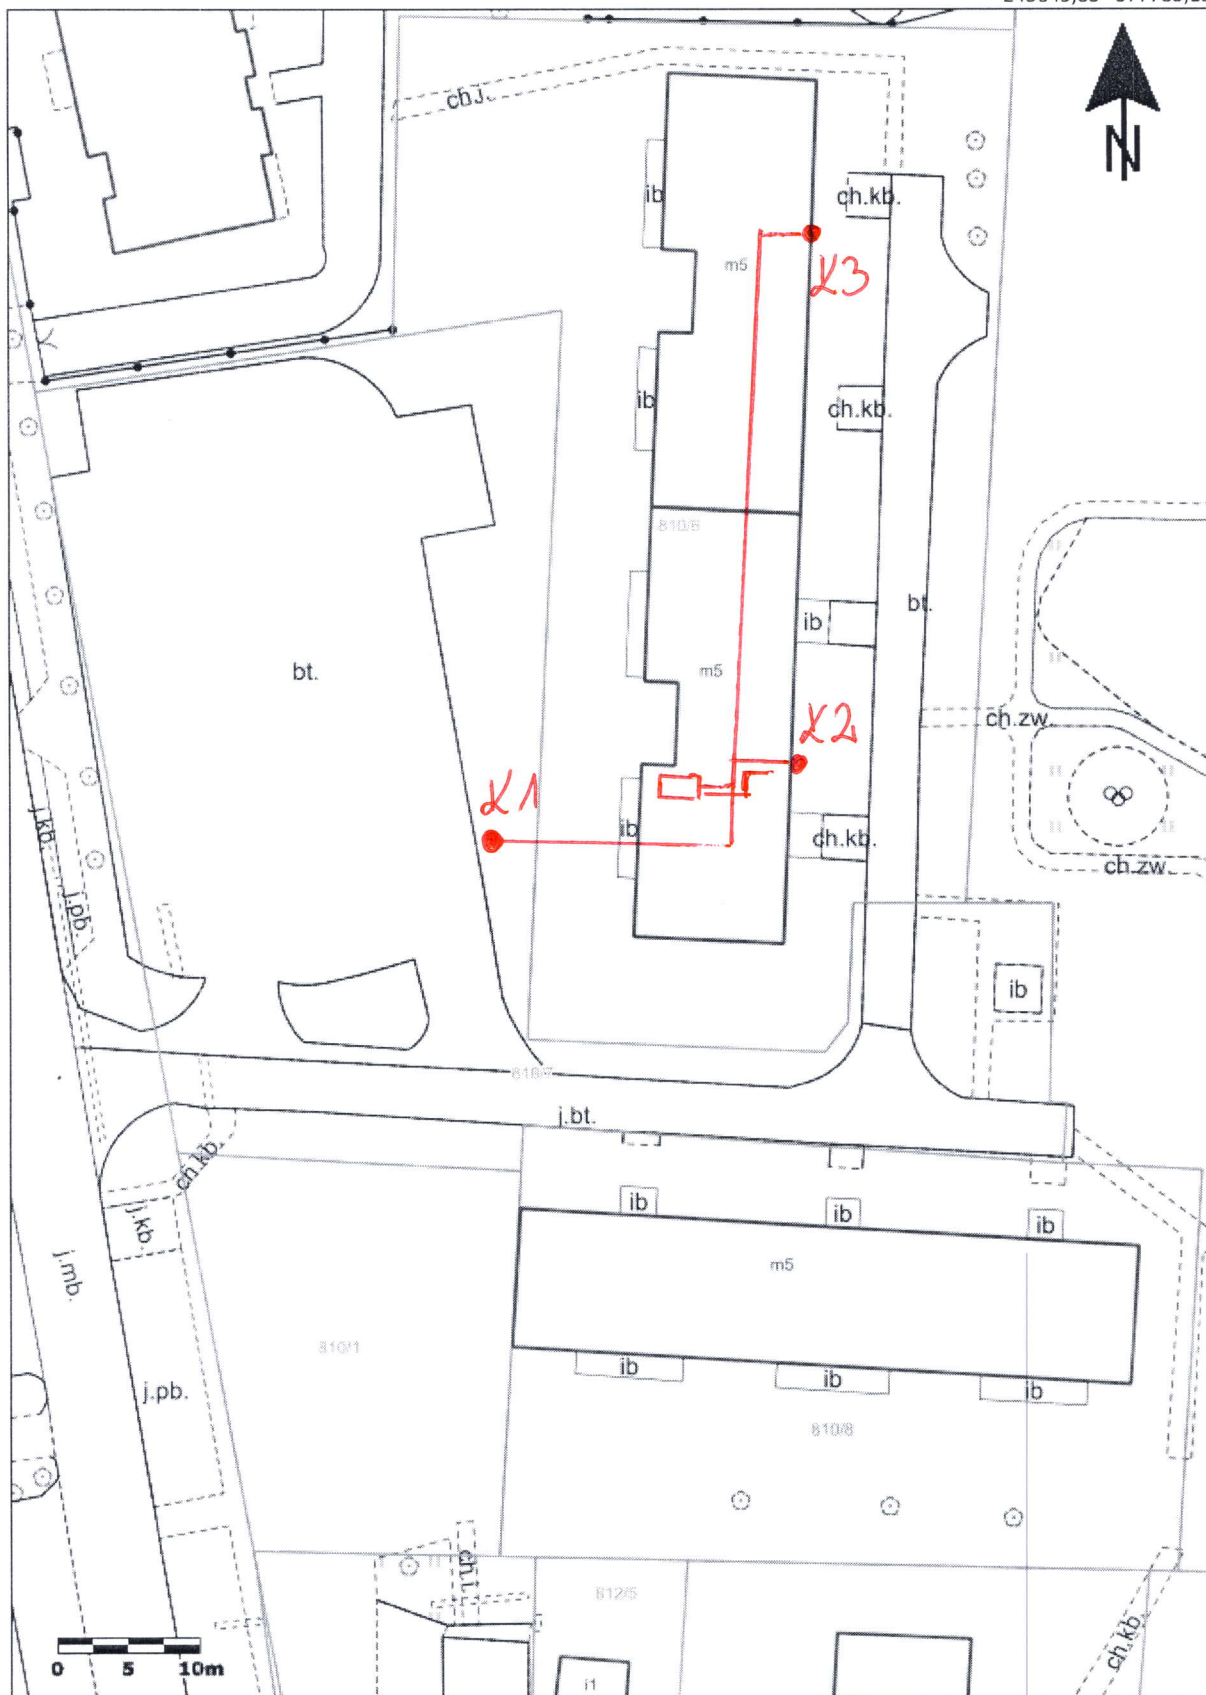 ch.i.
N
ib
ch.kb.
m5
K3
ib
ch.kb.
810/6
bt.
ib
bt.
m5
ch.zw.
K2
K1
j.kb.
ib
ch.kb.
ch.zw.
j.pb.
ib
810/7
j.bt.
ch.kb.
ib
ib
ib
j.kb.
j.mb.
m5
810/1
ib
ib
ib
j.pb.
810/8
ch.i.
812/5
ch.kb.
0 5 10m
i1